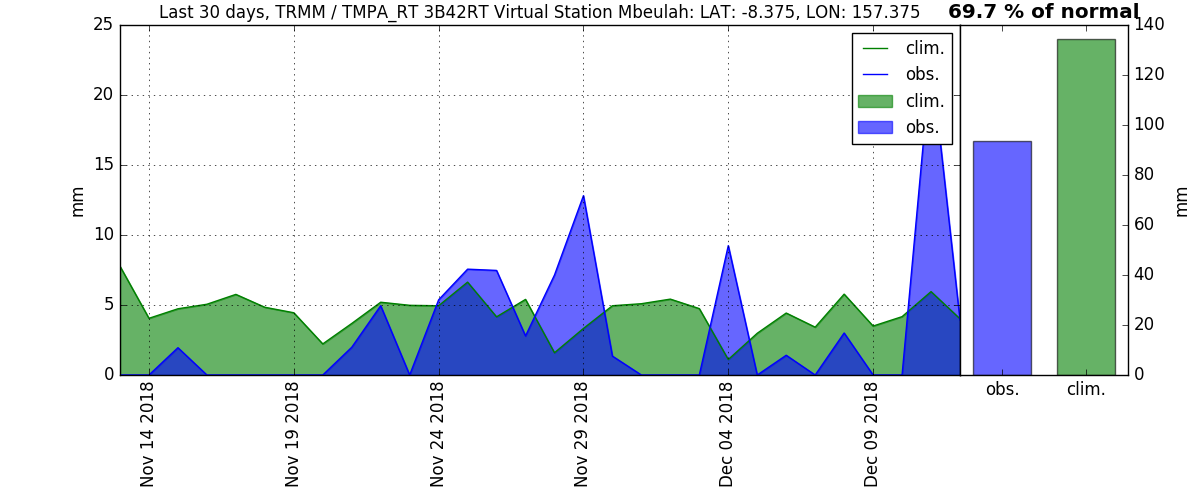 Last 30 days, TRMM / TMPA_RT 3B42RT Virtual Station Mbeulah: LAT: -8.375, LON: 157.375
69.7 % of normal
clim.
obs.
clim.
obs.
mm
25
20
15
10
5
0
Nov 14 2018
Nov 19 2018
Nov 24 2018
Nov 29 2018
Dec 04 2018
Dec 09 2018
140
120
100
80
60
40
20
0
mm
obs.
clim.